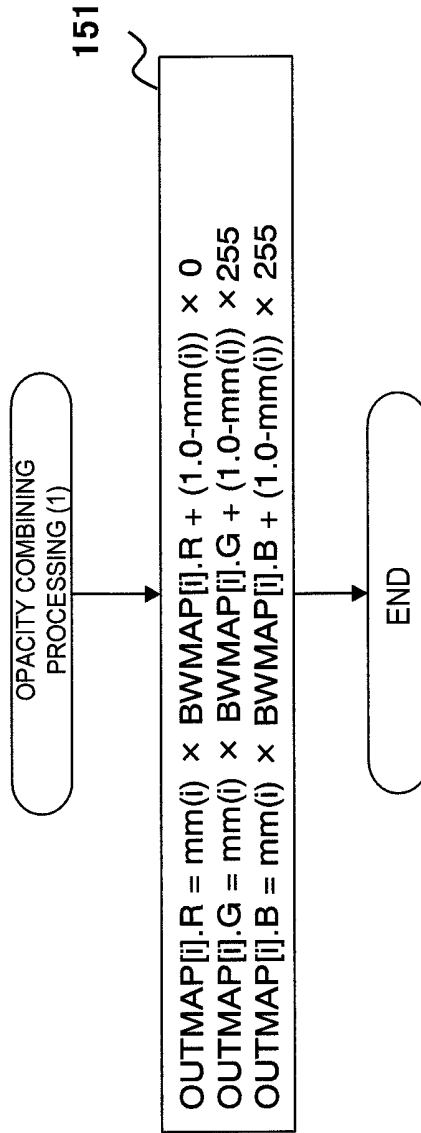 OPACITY COMBINING
PROCESSING (1)
151
OUTMAP[i].R = mm(i) × BWMAP[i].R + (1.0-mm(i)) × 0
OUTMAP[i].G = mm(i) × BWMAP[i].G + (1.0-mm(i)) ×255
OUTMAP[i].B = mm(i) × BWMAP[i].B + (1.0-mm(i)) × 255
END